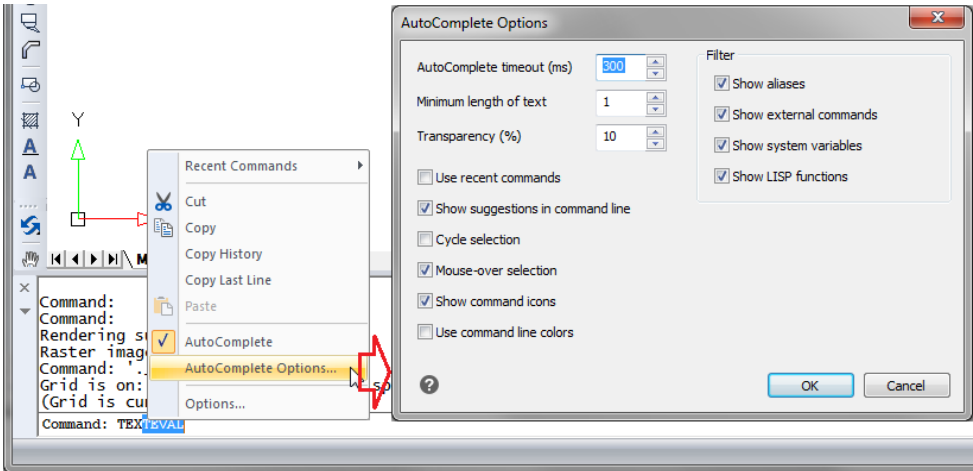 AutoComplete Options
AutoComplete timeout (ms) 300
Minimum length of text 1
Transparency (%) 10
Use recent commands
Show suggestions in command line
Cycle selection
Mouse-over selection
Show command icons
Use command line colors
Filter
Show aliases
Show external commands
Show system variables
Show LISP functions
? OK Cancel
A
A
Y
M
Recent Commands
Cut
Copy
Copy History
Copy Last Line
Paste
AutoComplete
AutoComplete Options...
Options...
Command:
Command:
Rendering s
Raster imag
Command: '._
Grid is on: sp
(Grid is cu
Command: TEXTEVAL